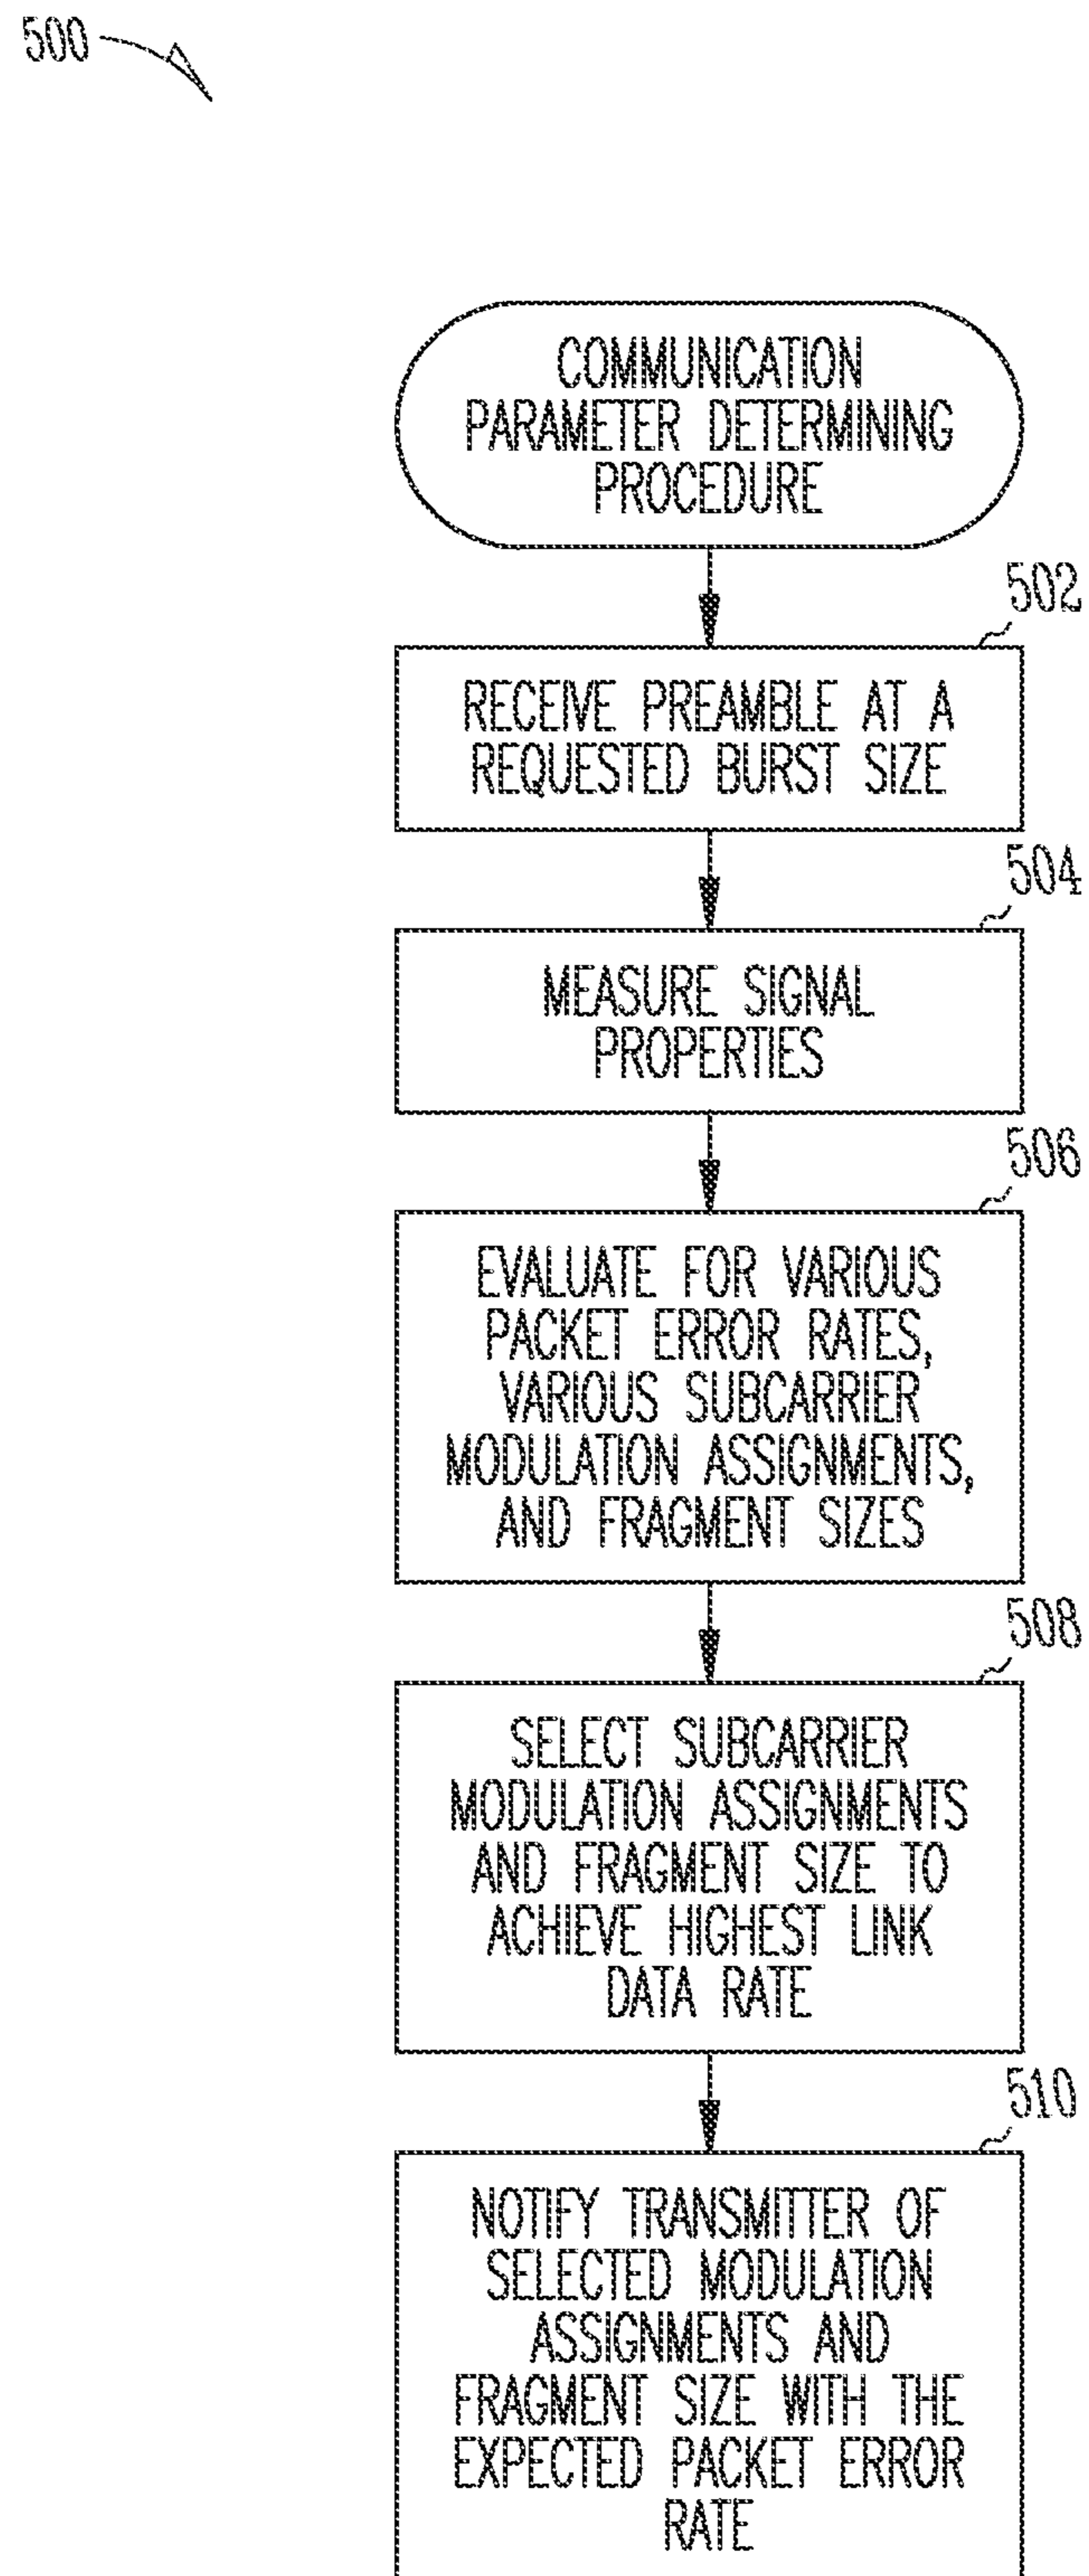 500
COMMUNICATION
PARAMETER DETERMINING
PROCEDURE
502
RECEIVE PREAMBLE AT A
REQUESTED BURST SIZE
504
MEASURE SIGNAL
PROPERTIES
506
EVALUATE FOR VARIOUS
PACKET ERROR RATES,
VARIOUS SUBCARRIER
MODULATION ASSIGNMENTS,
AND FRAGMENT SIZES
508
SELECT SUBCARRIER
MODULATION ASSIGNMENTS
AND FRAGMENT SIZE TO
ACHIEVE HIGHEST LINK
DATA RATE
510
NOTIFY TRANSMITTER OF
SELECTED MODULATION
ASSIGNMENTS AND
FRAGMENT SIZE WITH THE
EXPECTED PACKET ERROR
RATE